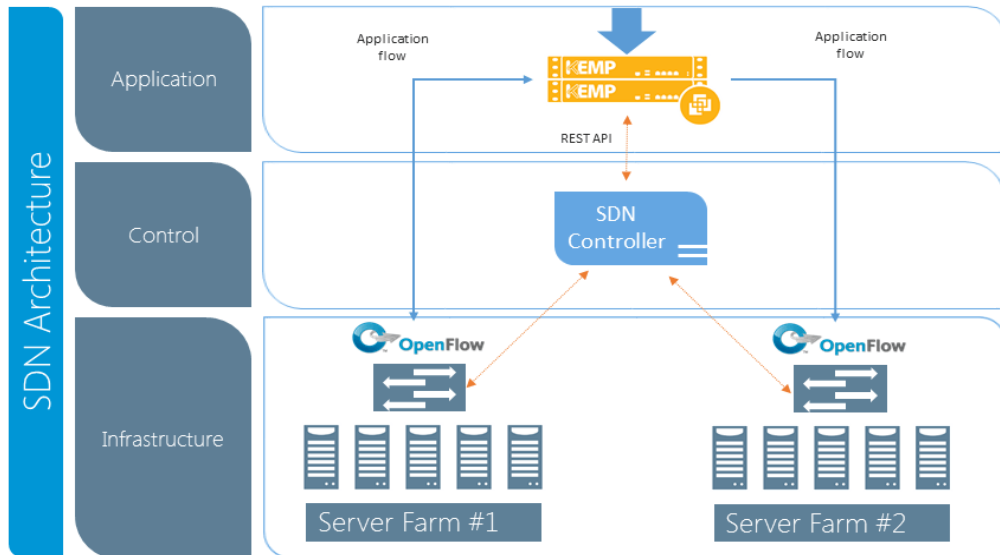 SDN Architecture
Application
Application
flow
KEMP
KEMP
Application
flow
REST API
Control
SDN
Controller
Infrastructure
OpenFlow
OpenFlow
Server Farm #1
Server Farm #2